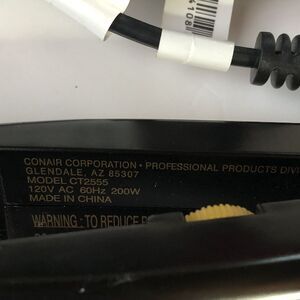 4108
CONAIR CORPORATION • PROFESSIONAL PRODUCTS
GLENDALE, AZ 85307
MODEL CT2555
120V AC 60Hz 200W
MADE IN CHINA
WARNING: TO REDUCE